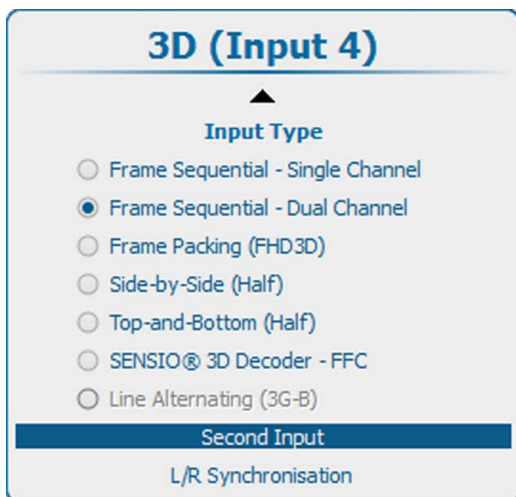 3D (Input 4)
Input Type
Frame Sequential - Single Channel
Frame Sequential - Dual Channel
Frame Packing (FHD3D)
Side-by-Side (Half)
Top-and-Bottom (Half)
SENSIO® 3D Decoder - FFC
Line Alternating (3G-B)
Second Input
L/R Synchronisation